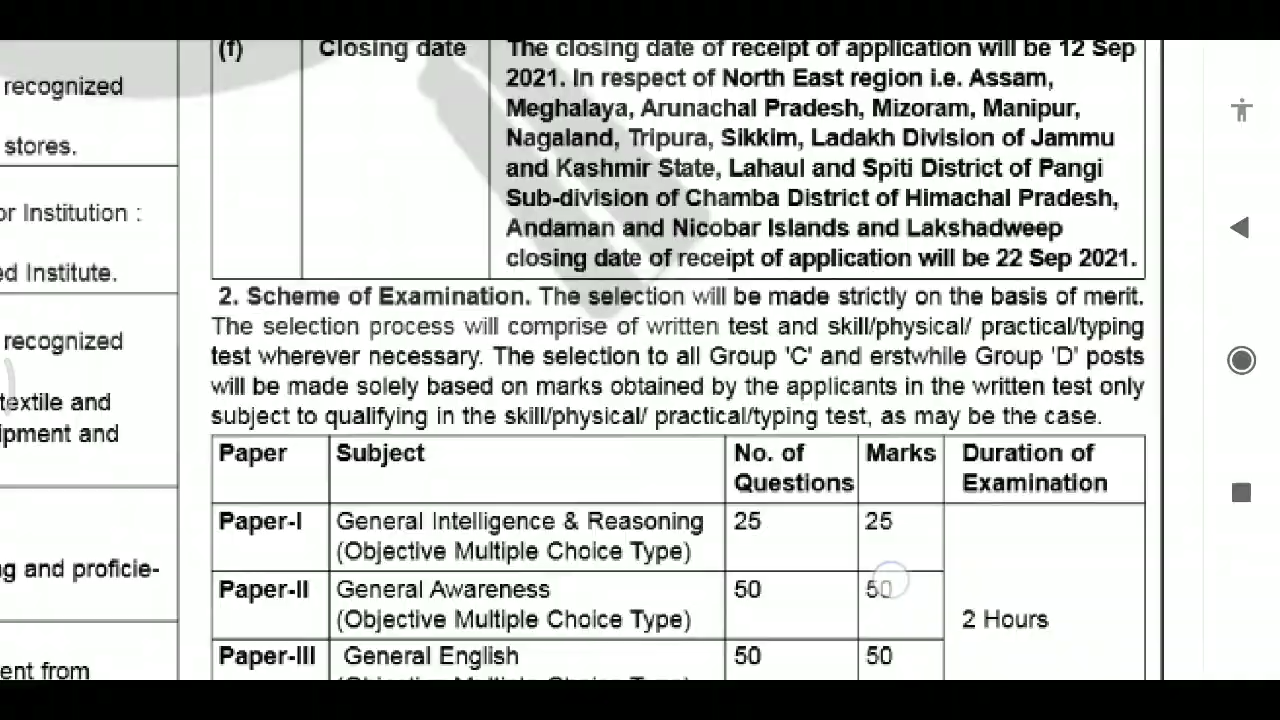 recognized
stores.
or Institution :
ed Institute.
recognized
textile and
ipment and
ng and proficie-
ent from
(f) Closing date The closing date of receipt of application will be 12 Sep
2021. In respect of North East region i.e. Assam,
Meghalaya, Arunachal Pradesh, Mizoram, Manipur,
Nagaland, Tripura, Sikkim, Ladakh Division of Jammu
and Kashmir State, Lahaul and Spiti District of Pangi
Sub-division of Chamba District of Himachal Pradesh,
Andaman and Nicobar Islands and Lakshadweep
closing date of receipt of application will be 22 Sep 2021.
2. Scheme of Examination. The selection will be made strictly on the basis of merit.
The selection process will comprise of written test and skill/physical/ practical/typing
test wherever necessary. The selection to all Group 'C' and erstwhile Group 'D' posts
will be made solely based on marks obtained by the applicants in the written test only
subject to qualifying in the skill/physical/ practical/typing test, as may be the case.
Paper Subject No. of Marks Duration of
Questions Examination
Paper-I General Intelligence & Reasoning 25 25
(Objective Multiple Choice Type)
Paper-II General Awareness 50 50
(Objective Multiple Choice Type) 2 Hours
Paper-III General English 50 50